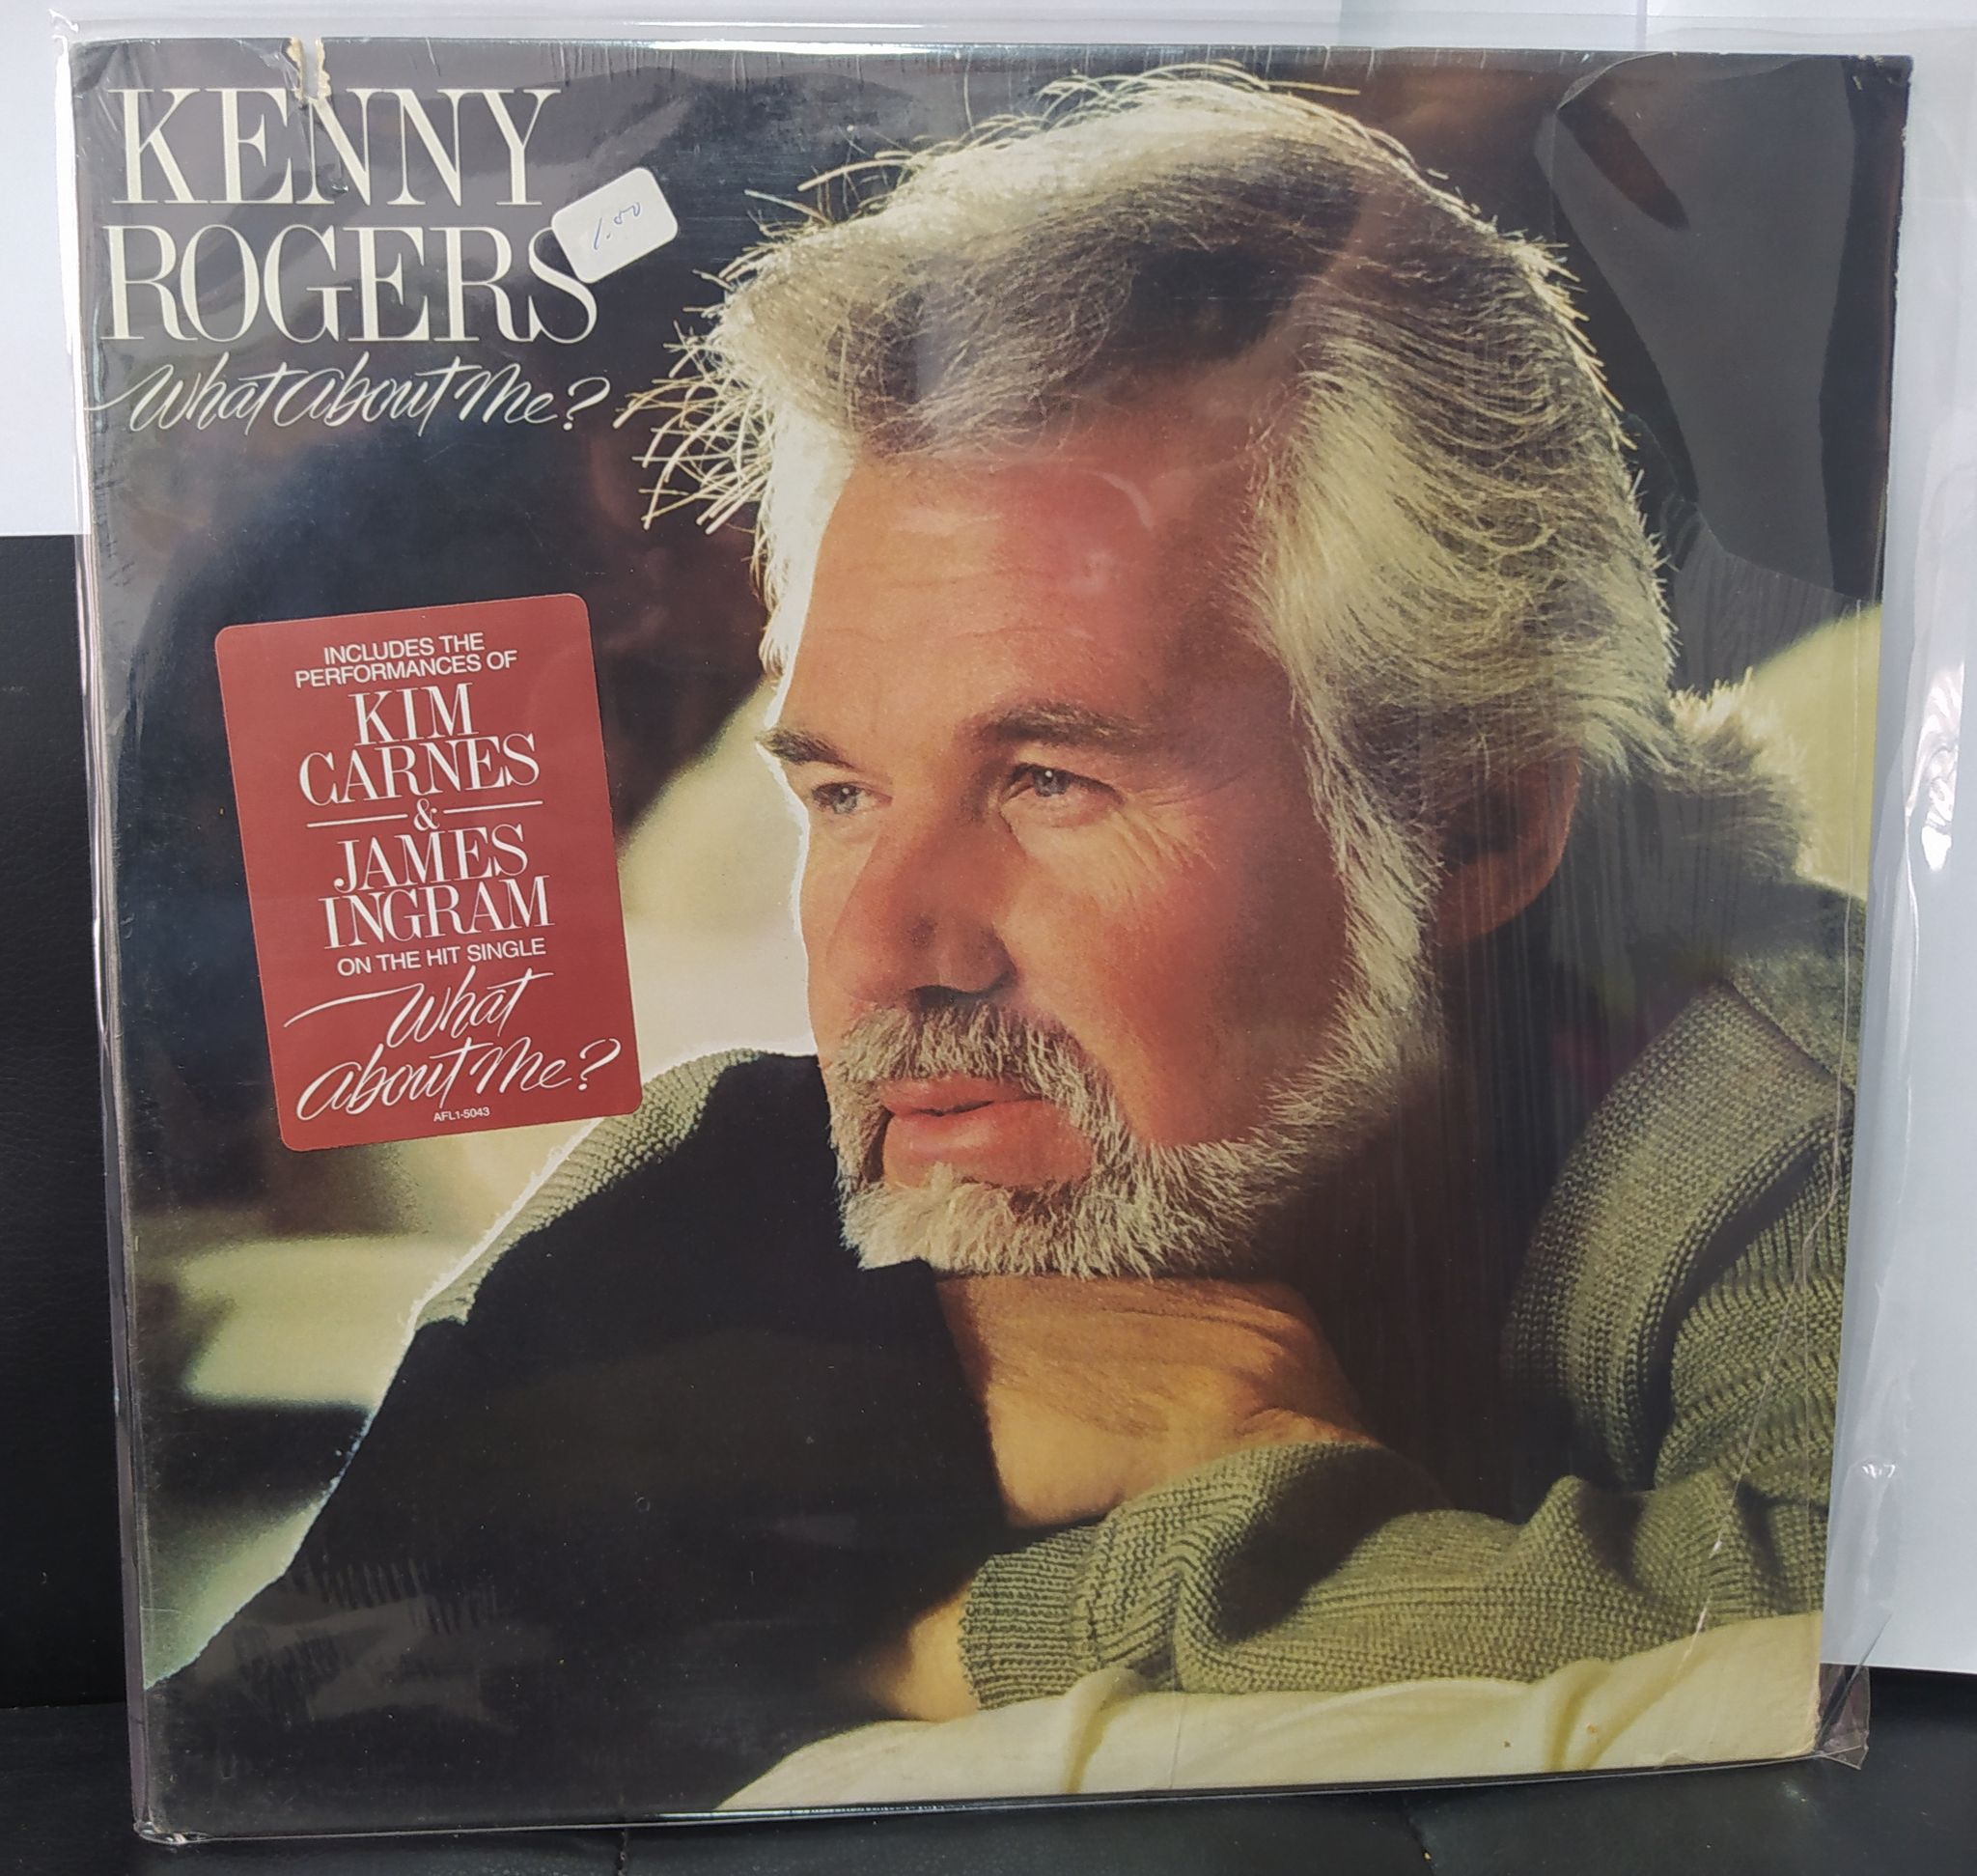 KENNY
ROGERS
What about Me?
1.50
INCLUDES THE
PERFORMANCES OF
KIM
CARNES
&
JAMES
INGRAM
ON THE HIT SINGLE
What
about Me?
AFL1-5043